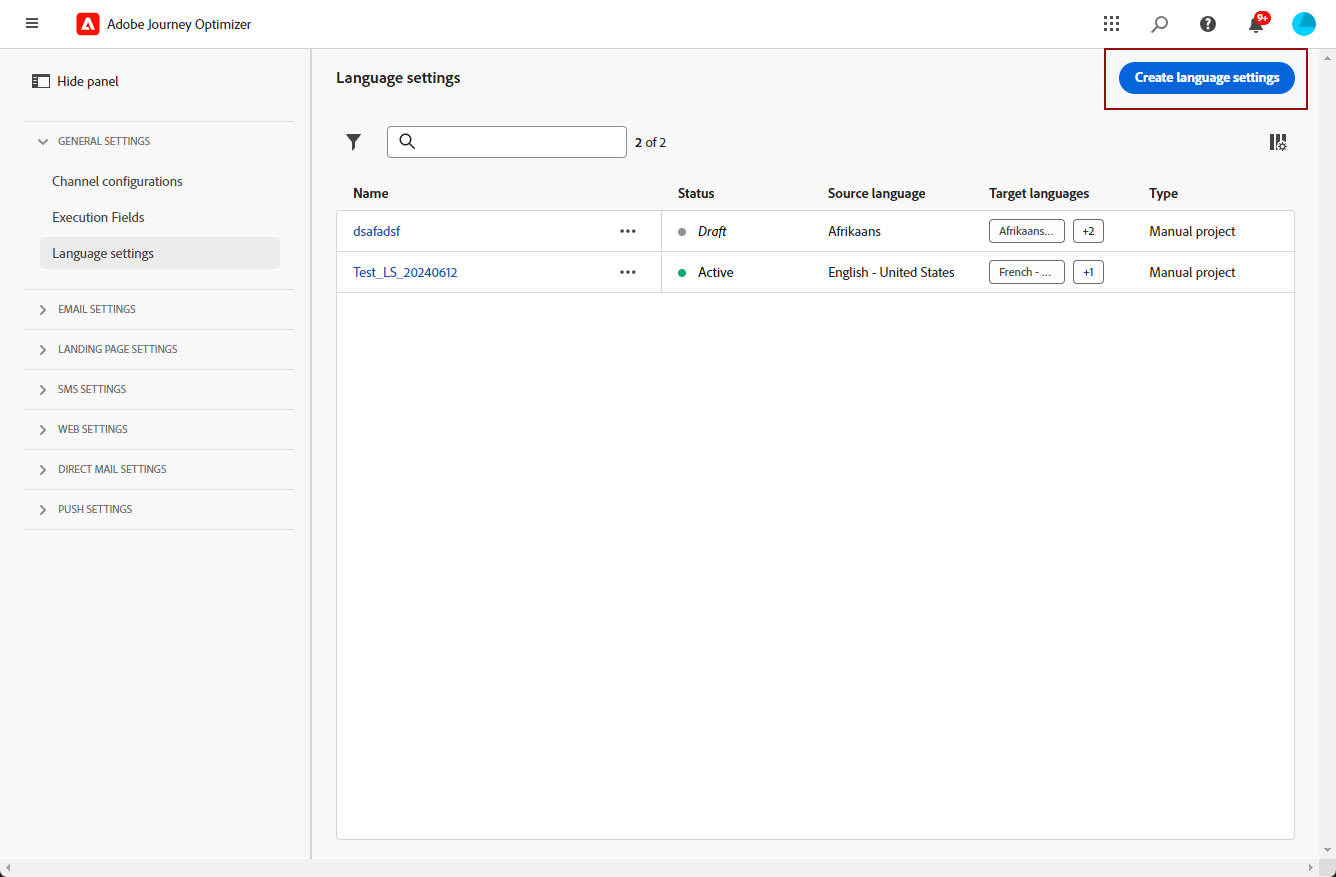 Adobe Journey Optimizer
9+
Hide panel
Language settings
Create language settings
GENERAL SETTINGS
2 of 2
Channel configurations
Name Status Source language Target languages Type
Execution Fields
dsafadsf ••• Draft Afrikaans Afrikaans... +2 Manual project
Language settings
Test_LS_20240612 ••• Active English - United States French - ... +1 Manual project
EMAIL SETTINGS
LANDING PAGE SETTINGS
SMS SETTINGS
WEB SETTINGS
DIRECT MAIL SETTINGS
PUSH SETTINGS